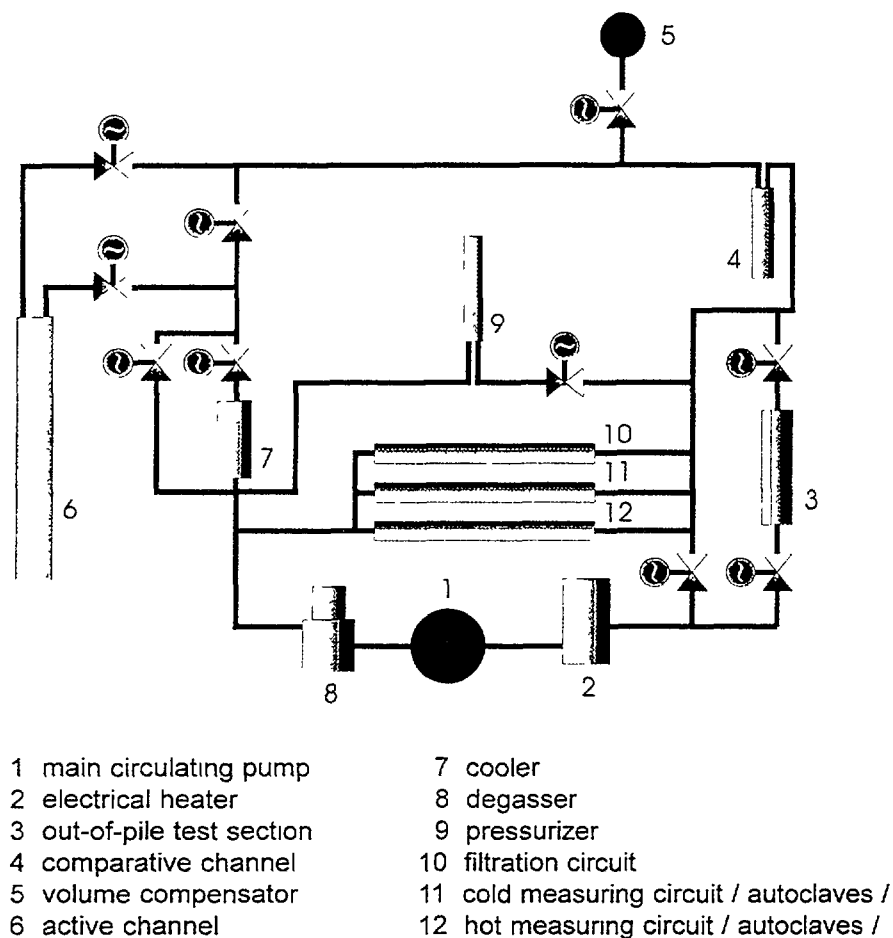 5
4
9
10
7
11
3
12
6
1
8
2
1 main circulating pump
2 electrical heater
3 out-of-pile test section
4 comparative channel
5 volume compensator
6 active channel
7 cooler
8 degasser
9 pressurizer
10 filtration circuit
11 cold measuring circuit / autoclaves /
12 hot measuring circuit / autoclaves /